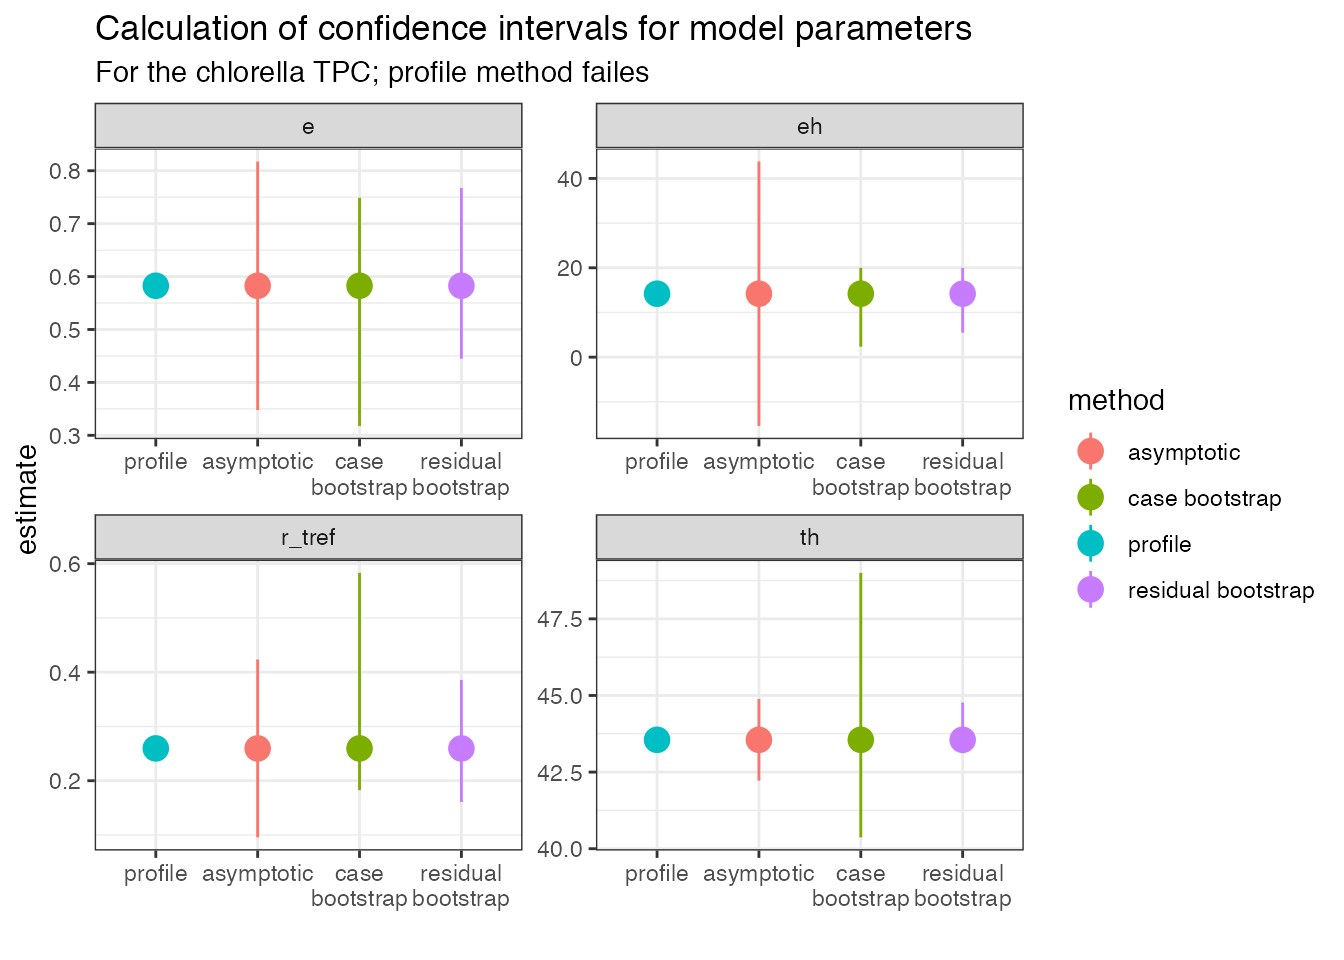 Calculation of confidence intervals for model parameters
For the chlorella TPC; profile method failes
estimate
e
0.8
0.7
0.6
0.5
0.4
0.3
profile asymptotic case residual
bootstrap bootstrap
eh
40
20
0
profile asymptotic case residual
bootstrap bootstrap
r_tref
0.6
0.4
0.2
profile asymptotic case residual
bootstrap bootstrap
th
47.5
45.0
42.5
40.0
profile asymptotic case residual
bootstrap bootstrap
method
asymptotic
case bootstrap
profile
residual bootstrap